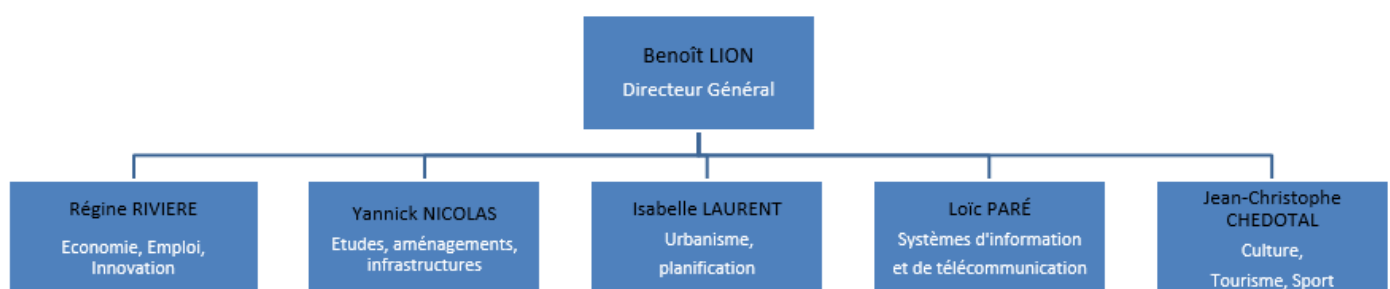 Benoît LION
Directeur Général
Régine RIVIERE
Economie, Emploi,
Innovation
Yannick NICOLAS
Etudes, aménagements,
infrastructures
Isabelle LAURENT
Urbanisme,
planification
Loïc PARÉ
Systèmes d'information
et de télécommunication
Jean-Christophe
CHEDOTAL
Culture,
Tourisme, Sport